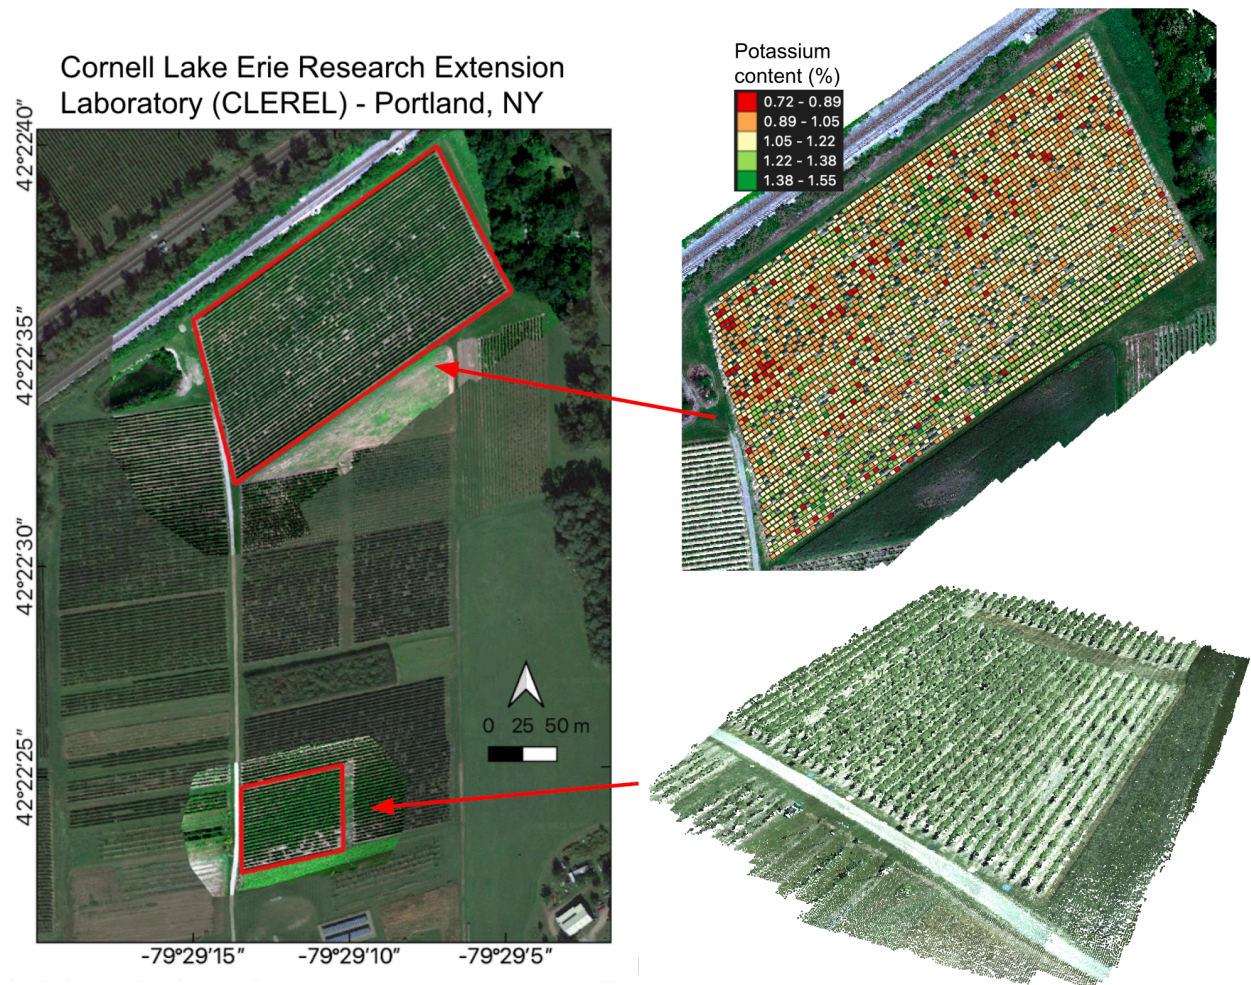 Cornell Lake Erie Research Extension
Laboratory (CLEREL) - Portland, NY
42°22'40"
42°22'35"
42°22'30"
42°22'25"
0 25 50 m
-79°29'15"
-79°29'10"
-79°29'5"
Potassium
content (%)
0.72 - 0.89
0.89 - 1.05
1.05 - 1.22
1.22 - 1.38
1.38 - 1.55